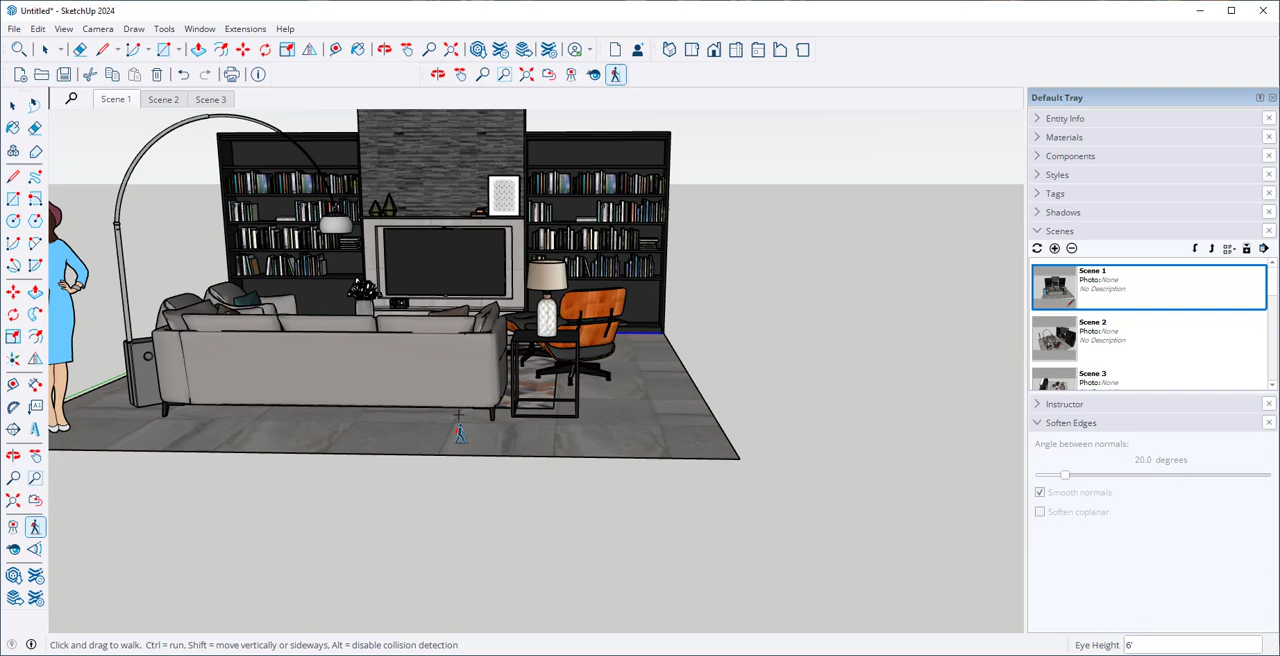 Untitled* - SketchUp 2024
File Edit View Camera Draw Tools Window Extensions Help
Scene 1 Scene 2 Scene 3
Default Tray
Entity Info
Materials
Components
Styles
Tags
Shadows
Scenes
Scene 1
Photo: None
No Description
Scene 2
Photo: None
No Description
Scene 3
Photo: None
Instructor
Soften Edges
Angle between normals:
20.0 degrees
Smooth normals
Soften coplanar
Click and drag to walk. Ctrl = run, Shift = move vertically or sideways, Alt = disable collision detection
Eye Height 6'